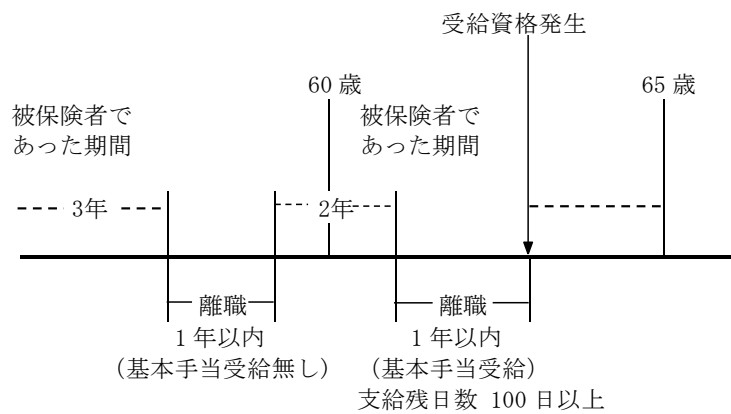 受給資格発生
60 歳
65 歳
被保険者で
あった期間
被保険者で
あった期間
3年
2年
離職
1 年以内
(基本手当受給無し)
離職
1 年以内
(基本手当受給)
支給残日数 100 日以上